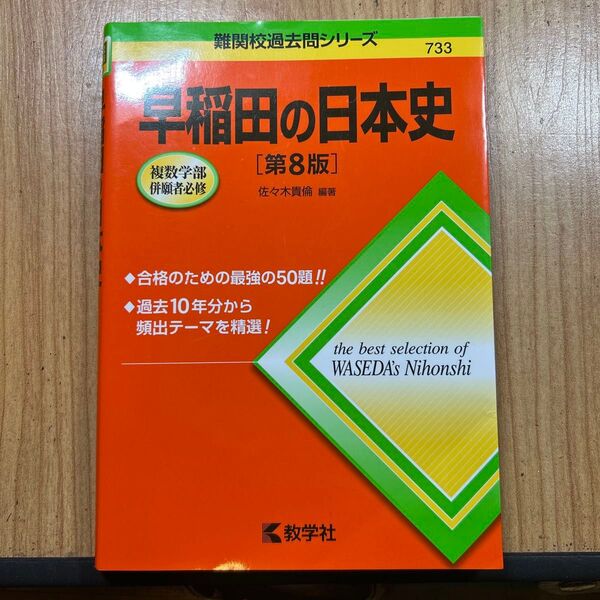 難関校過去問シリーズ
733
早稲田の日本史
[第8版]
複数学部
併願者必修
佐々木貴倫 編著
◆合格のための最強の50題!!
◆過去10年分から
頻出テーマを精選!
the best selection of
WASEDA's Nihonshi
教学社